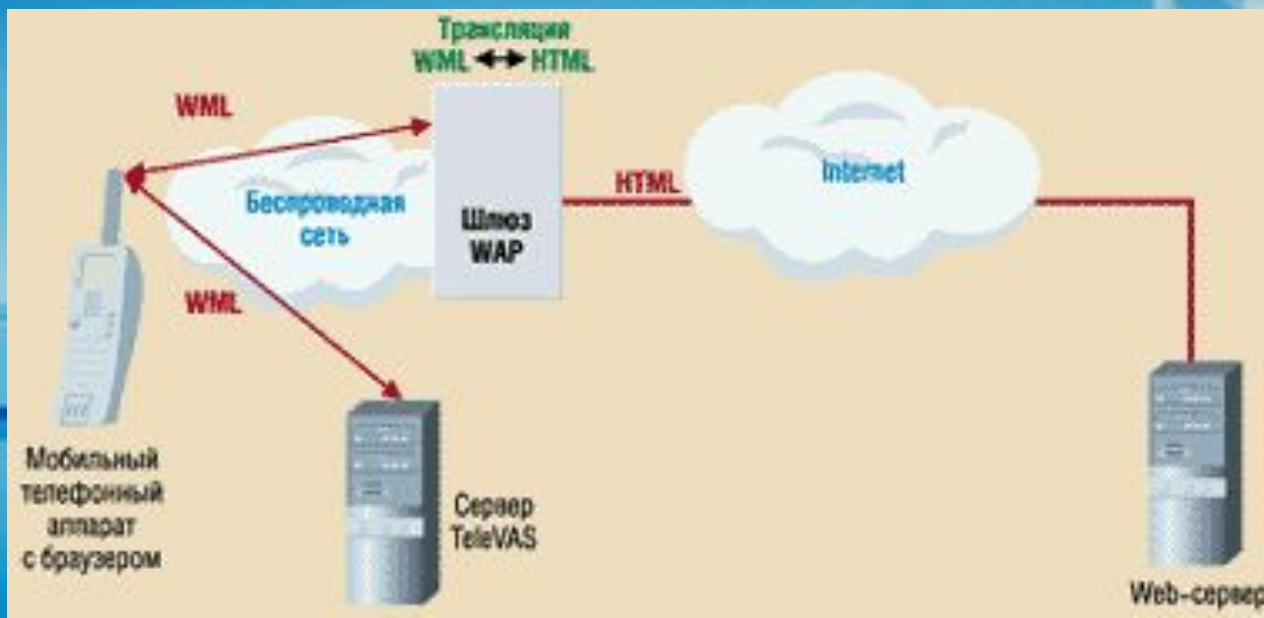 Трансляция
WML HTML
WML
Беспроводная
сеть
Шлюз
WAP
HTML
Internet
WML
Мобильный
телефонный
аппарат
с браузером
Сервер
TeleVAS
Web-сервер